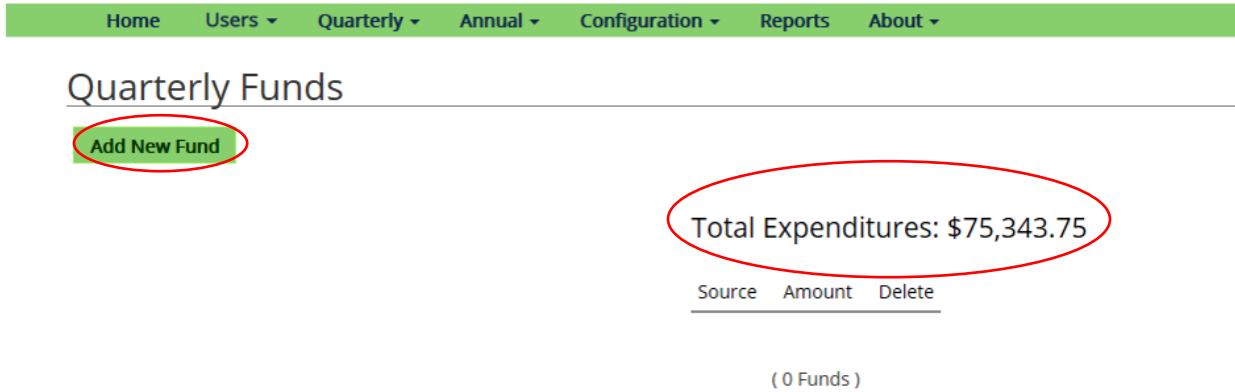 Home Users Quarterly Annual Configuration Reports About
Quarterly Funds
Add New Fund
Total Expenditures: $75,343.75
Source Amount Delete
( 0 Funds )